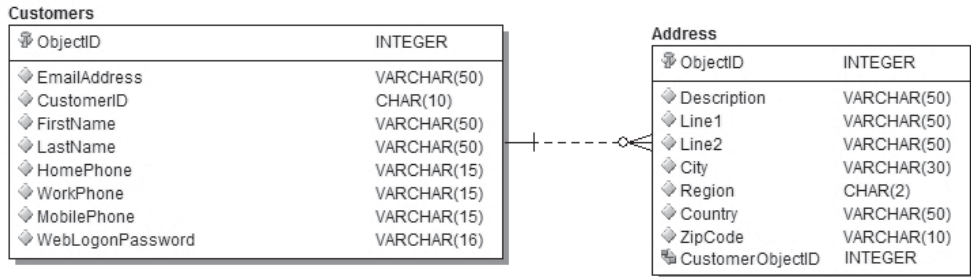 Customers
ObjectID INTEGER
EmailAddress VARCHAR(50)
CustomerID CHAR(10)
FirstName VARCHAR(50)
LastName VARCHAR(50)
HomePhone VARCHAR(15)
WorkPhone VARCHAR(15)
MobilePhone VARCHAR(15)
WebLogonPassword VARCHAR(16)
Address
ObjectID INTEGER
Description VARCHAR(50)
Line1 VARCHAR(50)
Line2 VARCHAR(50)
City VARCHAR(30)
Region CHAR(2)
Country VARCHAR(50)
ZipCode VARCHAR(10)
CustomerObjectID INTEGER